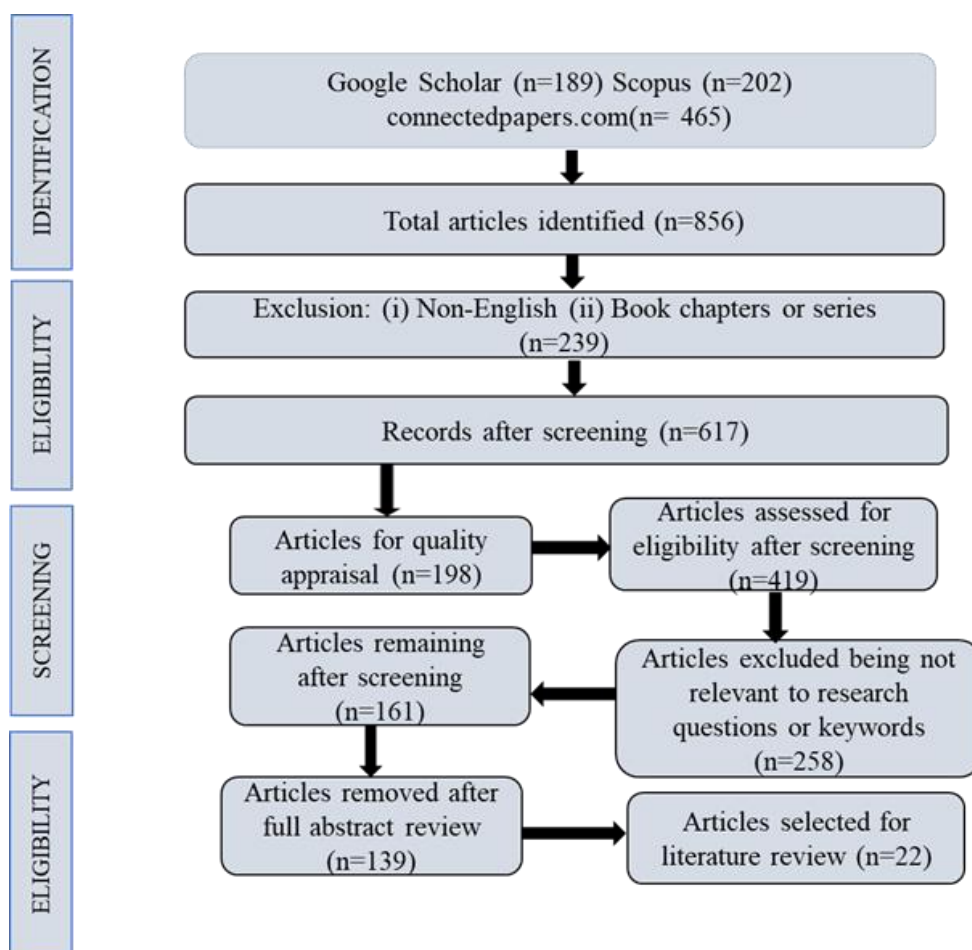 IDENTIFICATION
Google Scholar (n=189) Scopus (n=202)
connectedpapers.com(n= 465)
Total articles identified (n=856)
ELIGIBILITY
Exclusion: (i) Non-English (ii) Book chapters or series
(n=239)
Records after screening (n=617)
SCREENING
Articles for quality
appraisal (n=198)
Articles assessed for
eligibility after screening
(n=419)
Articles excluded being not
relevant to research
questions or keywords
(n=258)
Articles remaining
after screening
(n=161)
ELIGIBILITY
Articles removed after
full abstract review
(n=139)
Articles selected for
literature review (n=22)